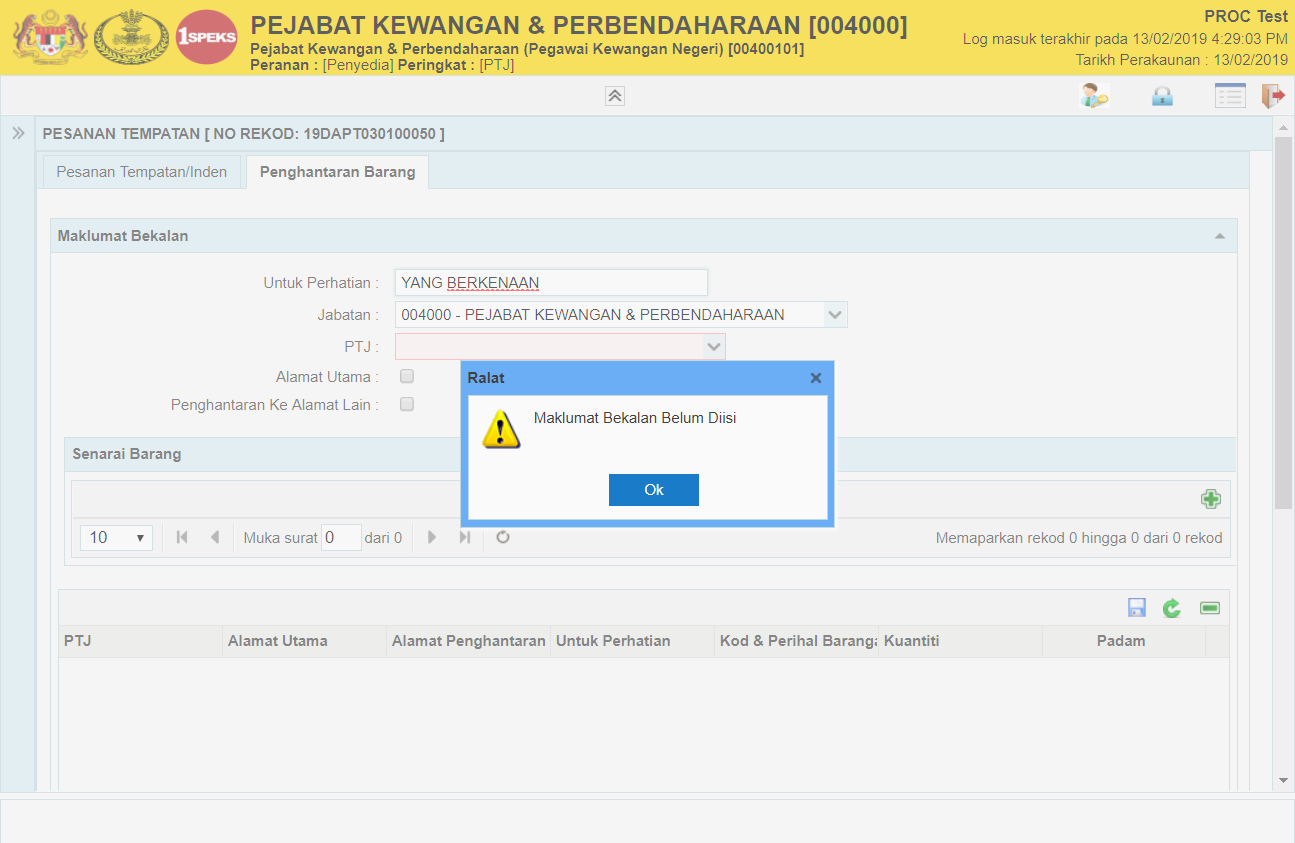 1SPEKS
PEJABAT KEWANGAN & PERBENDAHARAAN [004000]
Pejabat Kewangan & Perbendaharaan (Pegawai Kewangan Negeri) [00400101]
Peranan : [Penyedia] Peringkat : [PTJ]
PROC Test
Log masuk terakhir pada 13/02/2019 4:29:03 PM
Tarikh Perakaunan : 13/02/2019
PESANAN TEMPATAN [ NO REKOD: 19DAPT030100050 ]
Pesanan Tempatan/Inden Penghantaran Barang
Maklumat Bekalan
Untuk Perhatian : YANG BERKENAAN
Jabatan : 004000 - PEJABAT KEWANGAN & PERBENDAHARAAN
PTJ :
Alamat Utama :
Penghantaran Ke Alamat Lain :
Ralat
Maklumat Bekalan Belum Diisi
Ok
Senarai Barang
10 Muka surat 0 dari 0 Memaparkan rekod 0 hingga 0 dari 0 rekod
PTJ Alamat Utama Alamat Penghantaran Untuk Perhatian Kod & Perihal Baranga Kuantiti Padam